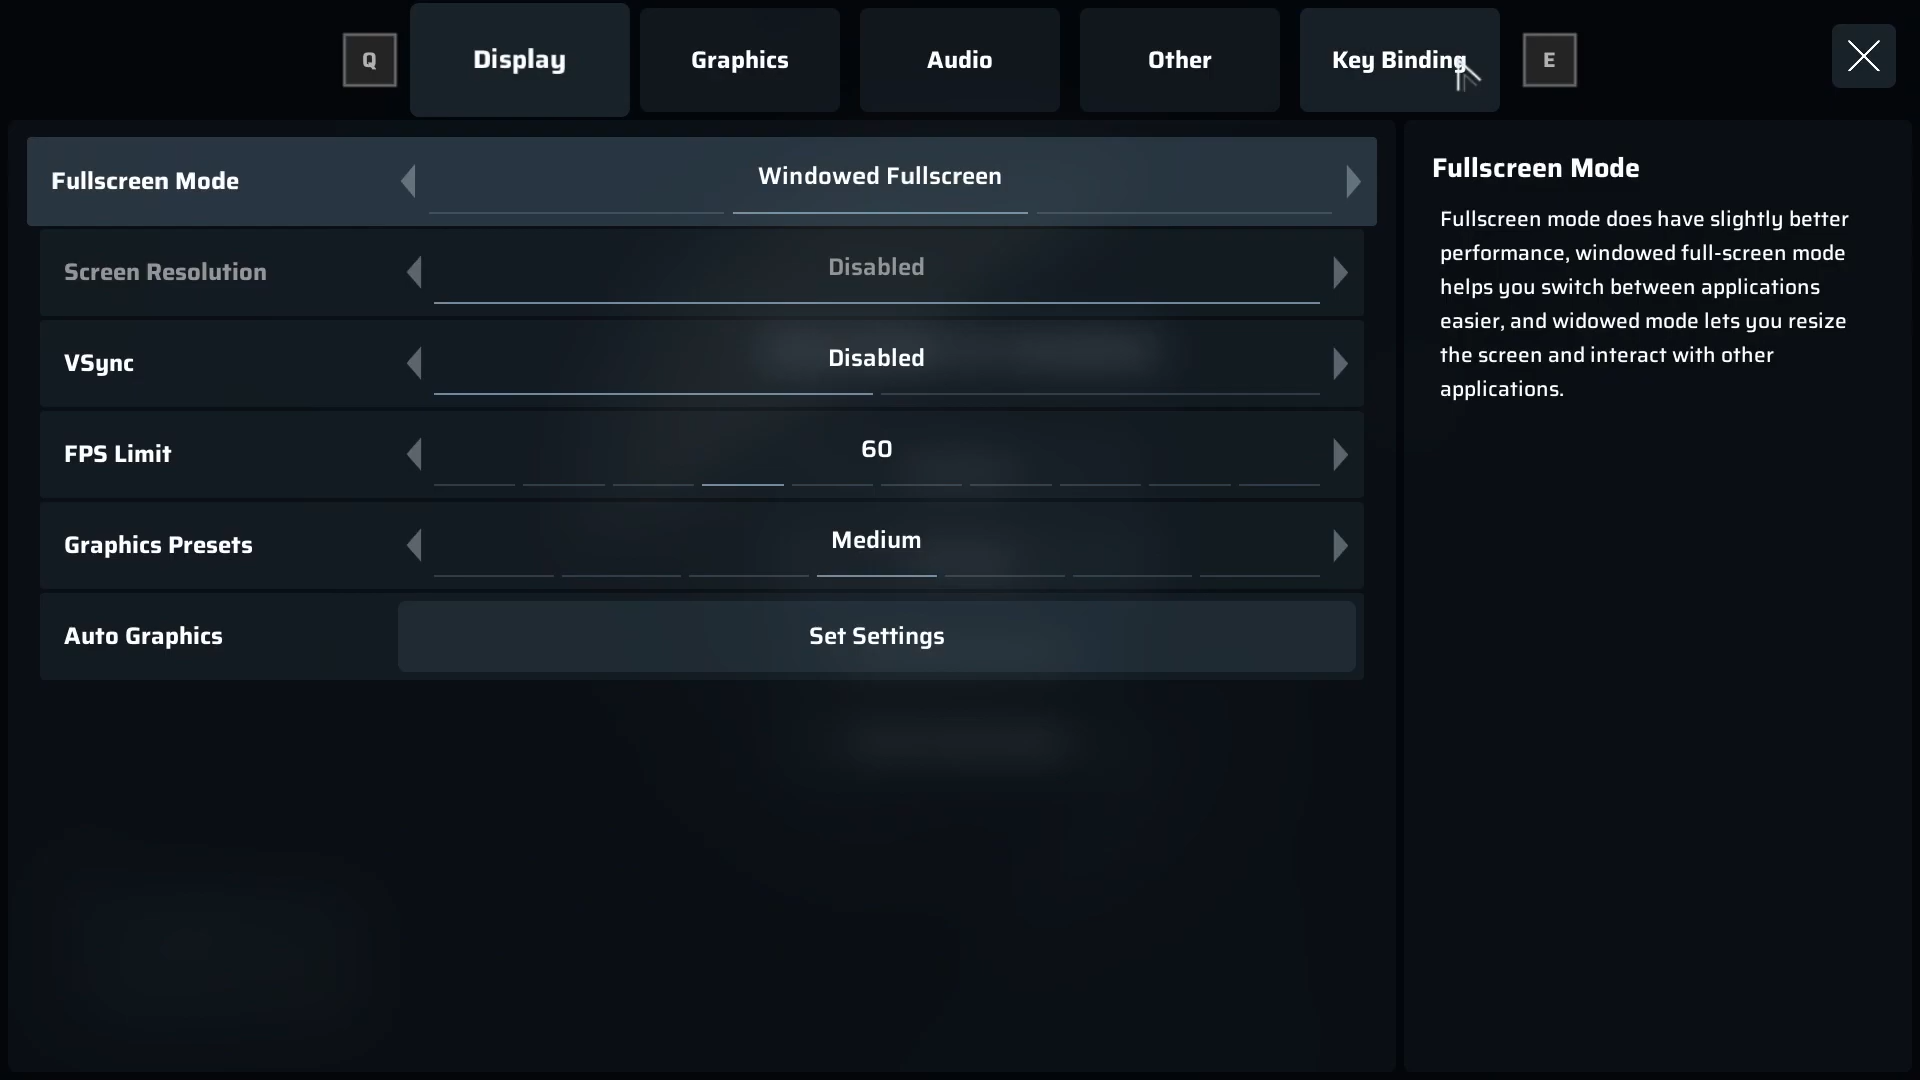 Q
Display
Graphics
Audio
Other
Key Binding
E
Fullscreen Mode
Windowed Fullscreen
Screen Resolution
Disabled
VSync
Disabled
FPS Limit
60
Graphics Presets
Medium
Auto Graphics
Set Settings
Fullscreen Mode
Fullscreen mode does have slightly better
performance, windowed full-screen mode
helps you switch between applications
easier, and widowed mode lets you resize
the screen and interact with other
applications.